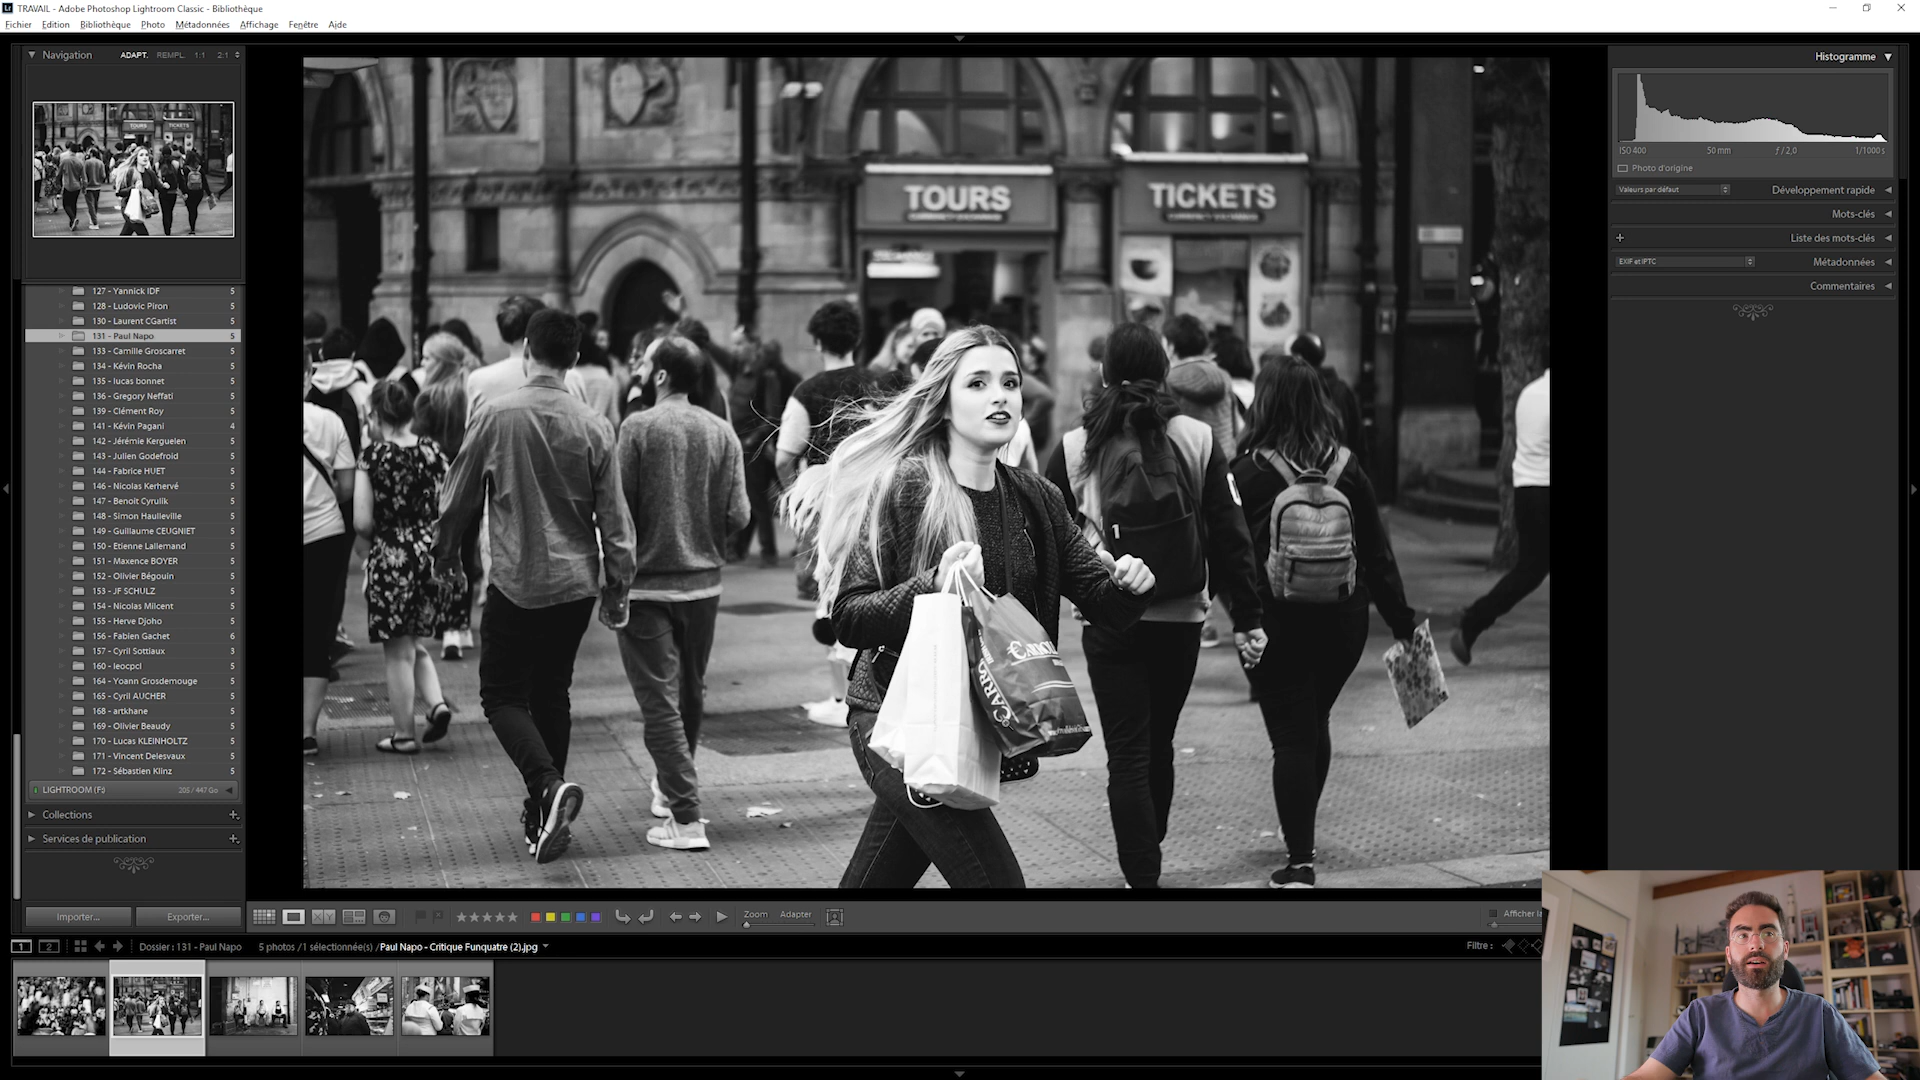 TRAVAIL - Adobe Photoshop Lightroom Classic - Bibliothèque
Fichier Edition Bibliothèque Photo Métadonnées Affichage Fenêtre Aide
Navigation ADAPT. REMPL. 1:1 2:1
127 - Yannick IDF 5
128 - Ludovic Piron 5
130 - Laurent CGartist 5
131 - Paul Napo 5
133 - Camille Groscarret 5
134 - Kévin Rocha 5
135 - lucas bonnet 5
136 - Gregory Neffati 5
139 - Clément Roy 5
141 - Kévin Pagani 4
142 - Jérémie Kerguelen 5
143 - Julien Godefroid 5
144 - Fabrice HUET 5
146 - Nicolas Kerhervé 5
147 - Benoit Cyrulik 5
148 - Simon Haulleville 5
149 - Guillaume CEUGNIET 5
150 - Etienne Lallemand 5
151 - Maxence BOYER 5
152 - Olivier Bégouin 5
153 - JF SCHULZ 5
154 - Nicolas Milcent 5
155 - Herve Djoho 5
156 - Fabien Gachet 6
157 - Cyril Sottiaux 3
160 - leocpcl 5
164 - Yoann Grosdemouge 5
165 - Cyril AUCHER 5
168 - artkhane 5
169 - Olivier Beaudy 5
170 - Lucas KLEINHOLTZ 5
171 - Vincent Delesvaux 5
172 - Sébastien Klinz 5
LIGHTROOM (F:) 205 / 447 Go
Collections
Services de publication
Importer... Exporter...
TOURS
TICKETS
Histogramme
ISO 400 50 mm ƒ / 2,0 1/1000 s
Photo d'origine
Valeurs par défaut Développement rapide
Mots-clés
Liste des mots-clés
EXIF et IPTC Métadonnées
Commentaires
XY Zoom Adapter Afficher la
1 2 Dossier : 131 - Paul Napo 5 photos /1 sélectionnée(s) /Paul Napo - Critique Funquatre (2).jpg Filtre :